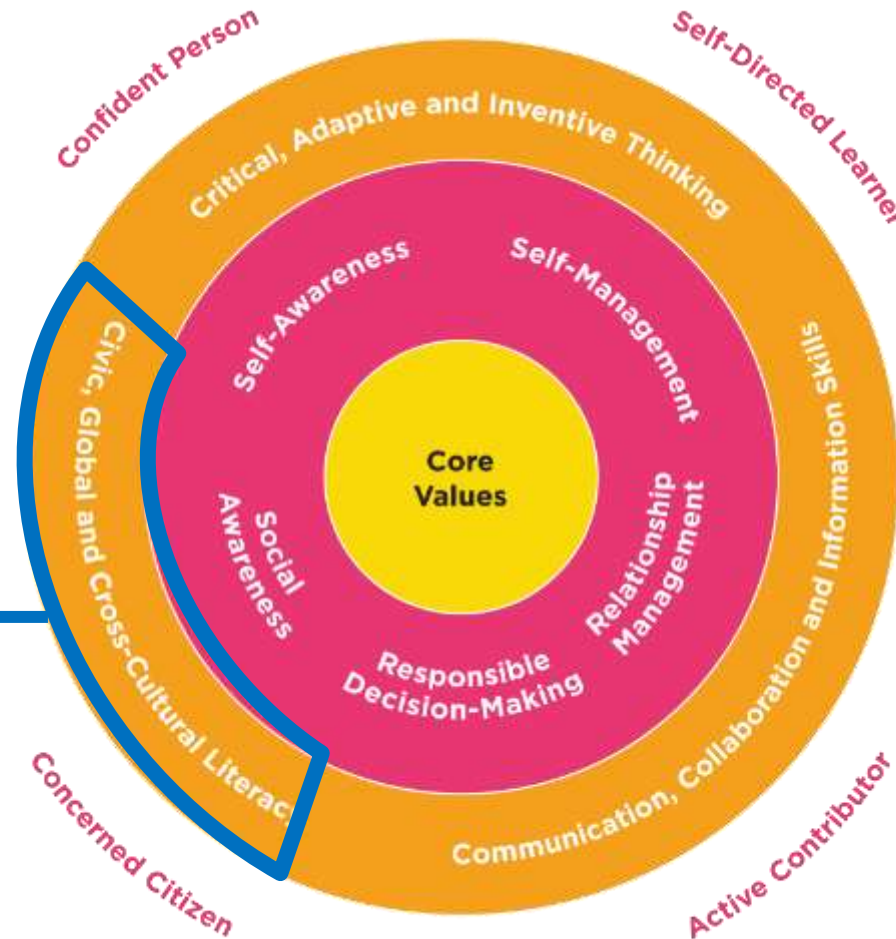 Confident Person
Self-Directed Learner
Critical, Adaptive and Inventive Thinking
Self-Awareness
Self-Management
Civic, Global and Cross-Cultural Literac
Communication, Collaboration and Information Skills
Core
Values
Social
Awareness
Relationship
Management
Responsible
Decision-Making
Concerned Citizen
Active Contributor